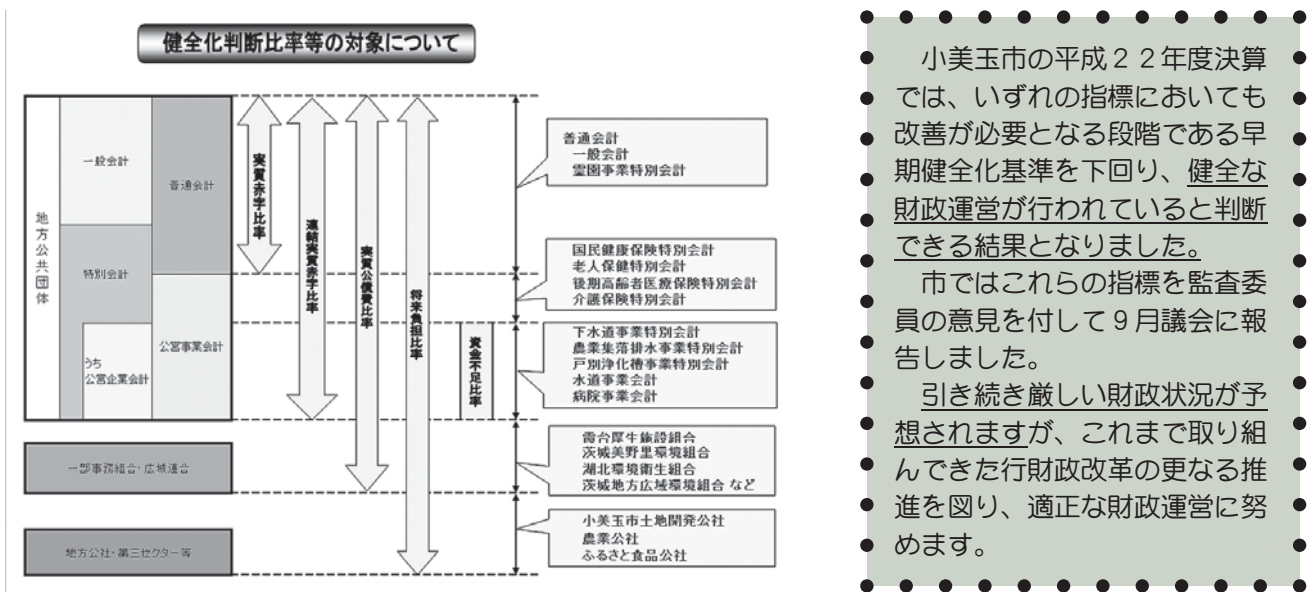 健全化判断比率等の対象について
地方公共団体
一般会計
特別会計
うち
公営企業会計
普通会計
公営事業会計
一部事務組合・広域連合
地方公社・第三セクター等
実質赤字比率
連結実質赤字比率
実質公債費比率
将来負担比率
資金不足比率
普通会計
一般会計
霊園事業特別会計
国民健康保険特別会計
老人保健特別会計
後期高齢者医療保険特別会計
介護保険特別会計
下水道事業特別会計
農業集落排水事業特別会計
戸別浄化槽事業特別会計
水道事業会計
病院事業会計
霞台厚生施設組合
茨城美野里環境組合
湖北環境衛生組合
茨城地方広域環境組合 など
小美玉市土地開発公社
農業公社
ふるさと食品公社
小美玉市の平成22年度決算
では、いずれの指標においても
改善が必要となる段階である早
期健全化基準を下回り、健全な
財政運営が行われていると判断
できる結果となりました。
市ではこれらの指標を監査委
員の意見を付して9月議会に報
告しました。
引き続き厳しい財政状況が予
想されますが、これまで取り組
んできた行財政改革の更なる推
進を図り、適正な財政運営に努
めます。